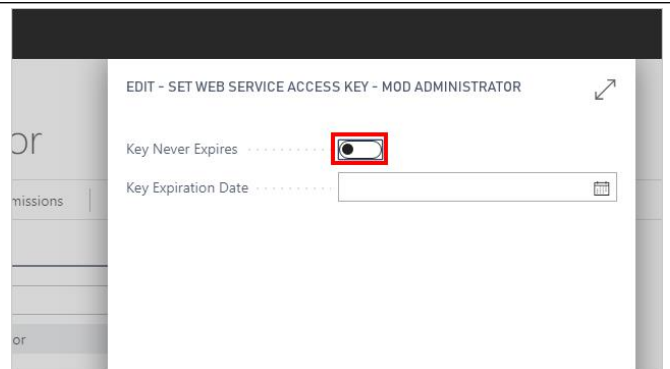 EDIT - SET WEB SERVICE ACCESS KEY - MOD ADMINISTRATOR
or
Key Never Expires
Key Expiration Date
missions
or